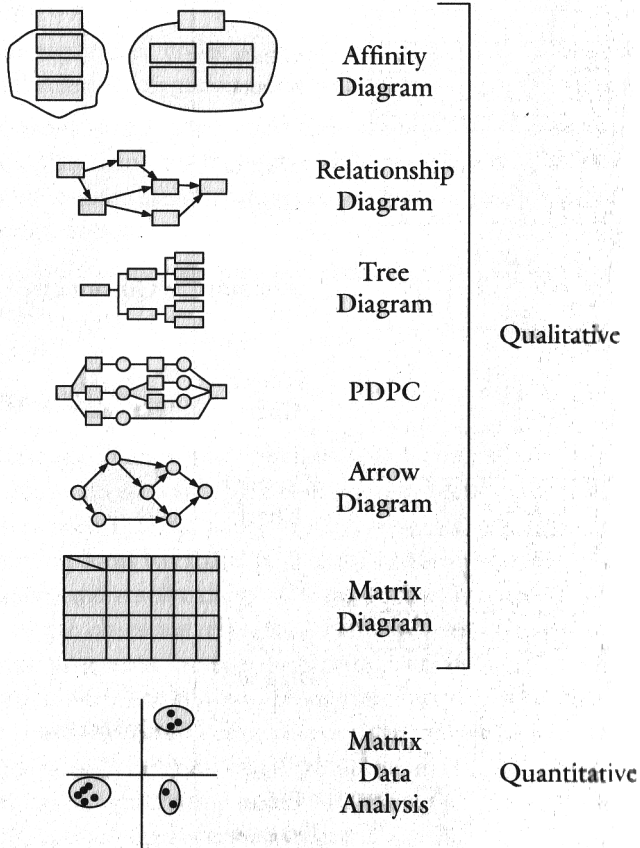 Affinity
Diagram
Relationship
Diagram
Tree
Diagram
Qualitative
PDPC
Arrow
Diagram
Matrix
Diagram
Matrix
Data
Analysis
Quantitative